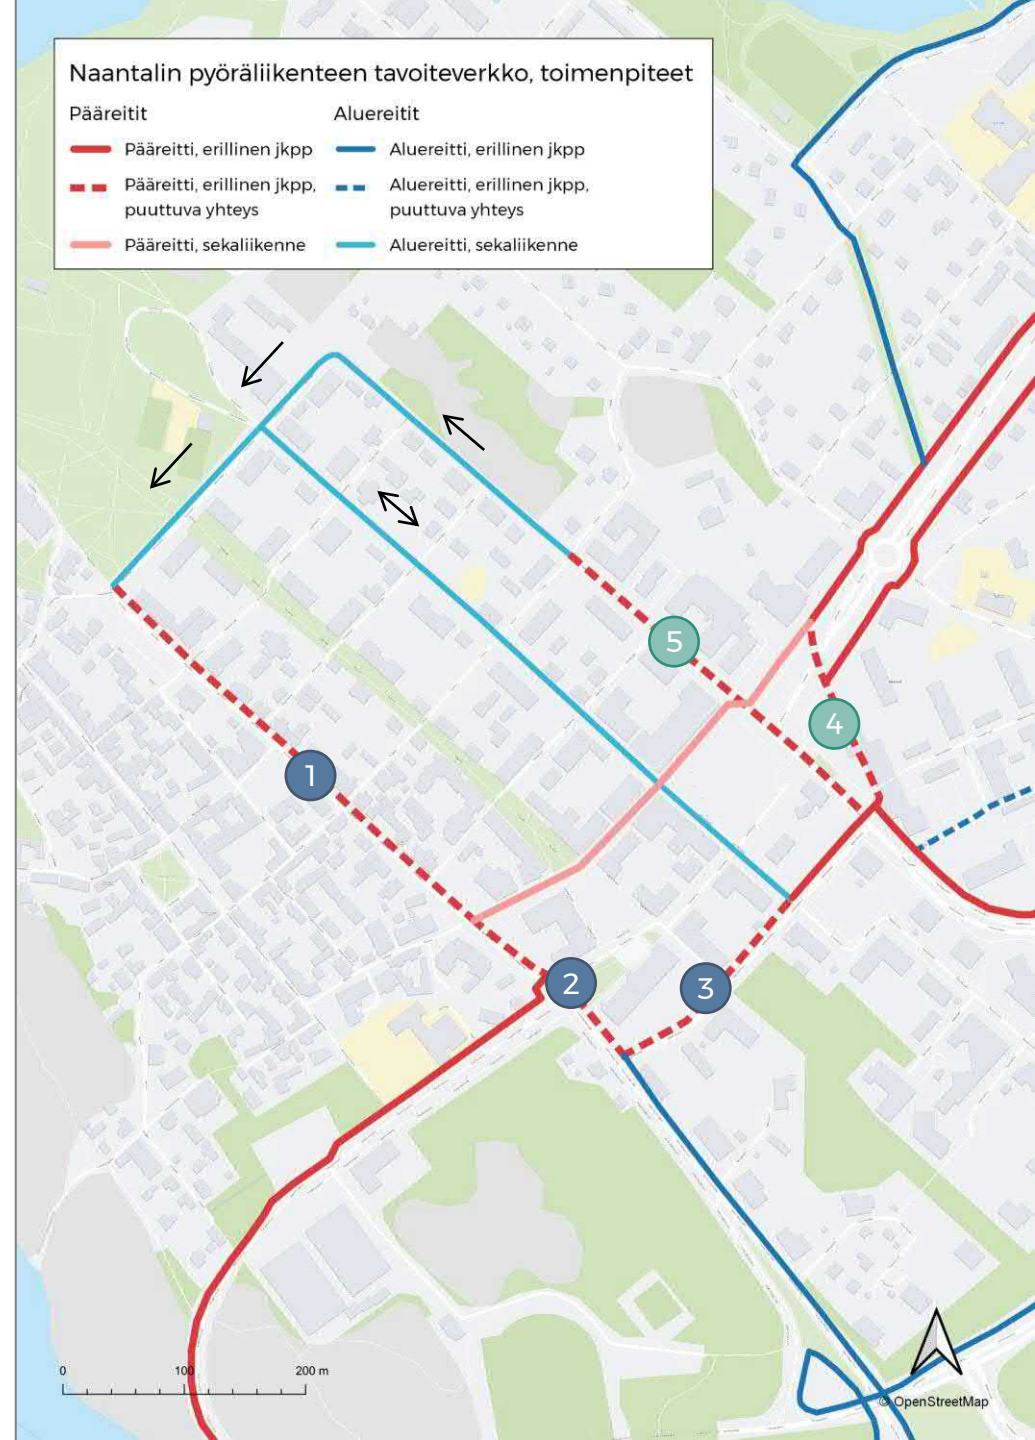 Naantalin pyöräliikenteen tavoiteverkko, toimenpiteet
Pääreitit
Aluereitit
Pääreitti, erillinen jkpp
Aluereitti, erillinen jkpp
Pääreitti, erillinen jkpp,
puuttuva yhteys
Aluereitti, erillinen jkpp,
puuttuva yhteys
Pääreitti, sekaliikenne
Aluereitti, sekaliikenne
5
4
1
2
3
0
100
200 m
© OpenStreetMap